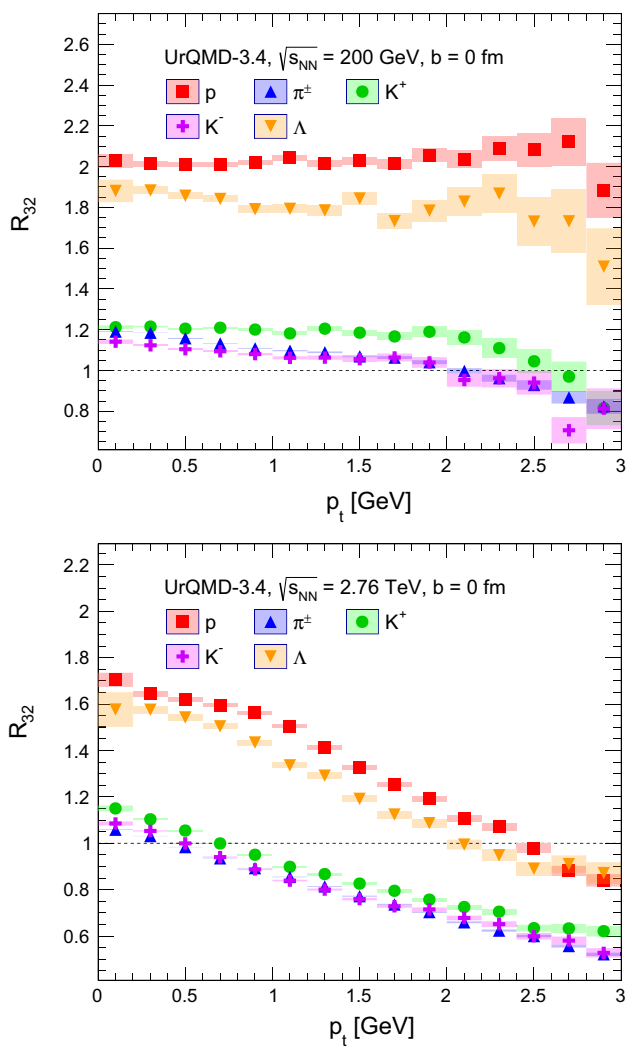 UrQMD-3.4, √s_NN = 200 GeV, b = 0 fm
p π± K+
K- Λ
R32
2.6
2.4
2.2
2
1.8
1.6
1.4
1.2
1
0.8
0 0.5 1 1.5 2 2.5 3
pt [GeV]
UrQMD-3.4, √s_NN = 2.76 TeV, b = 0 fm
p π± K+
K- Λ
R32
2.2
2
1.8
1.6
1.4
1.2
1
0.8
0.6
0 0.5 1 1.5 2 2.5 3
pt [GeV]